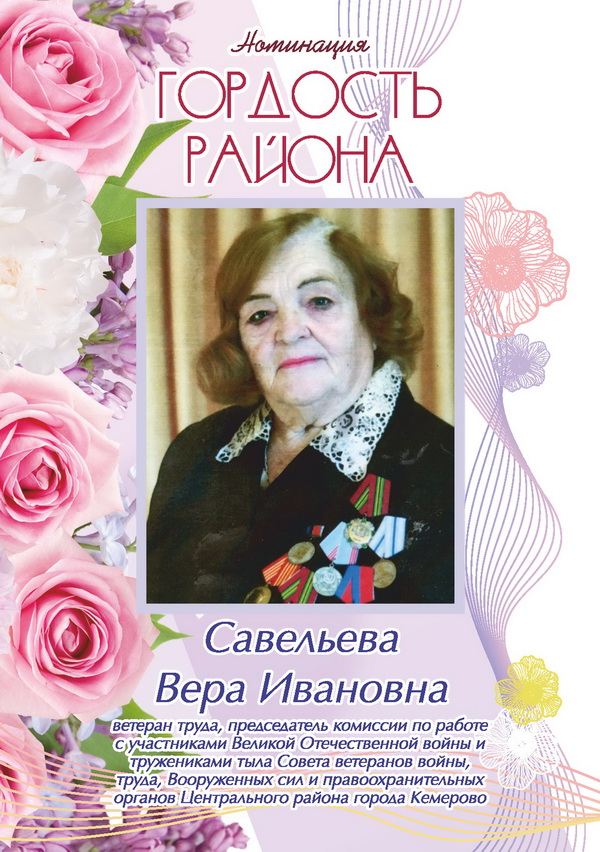 Номинация
ГОРДОСТЬ
РАЙОНА
Савельева
Вера Ивановна
ветеран труда, председатель комиссии по работе
с участниками Великой Отечественной войны и
тружениками тыла Совета ветеранов войны,
труда, Вооруженных сил и правоохранительных
органов Центрального района города Кемерово